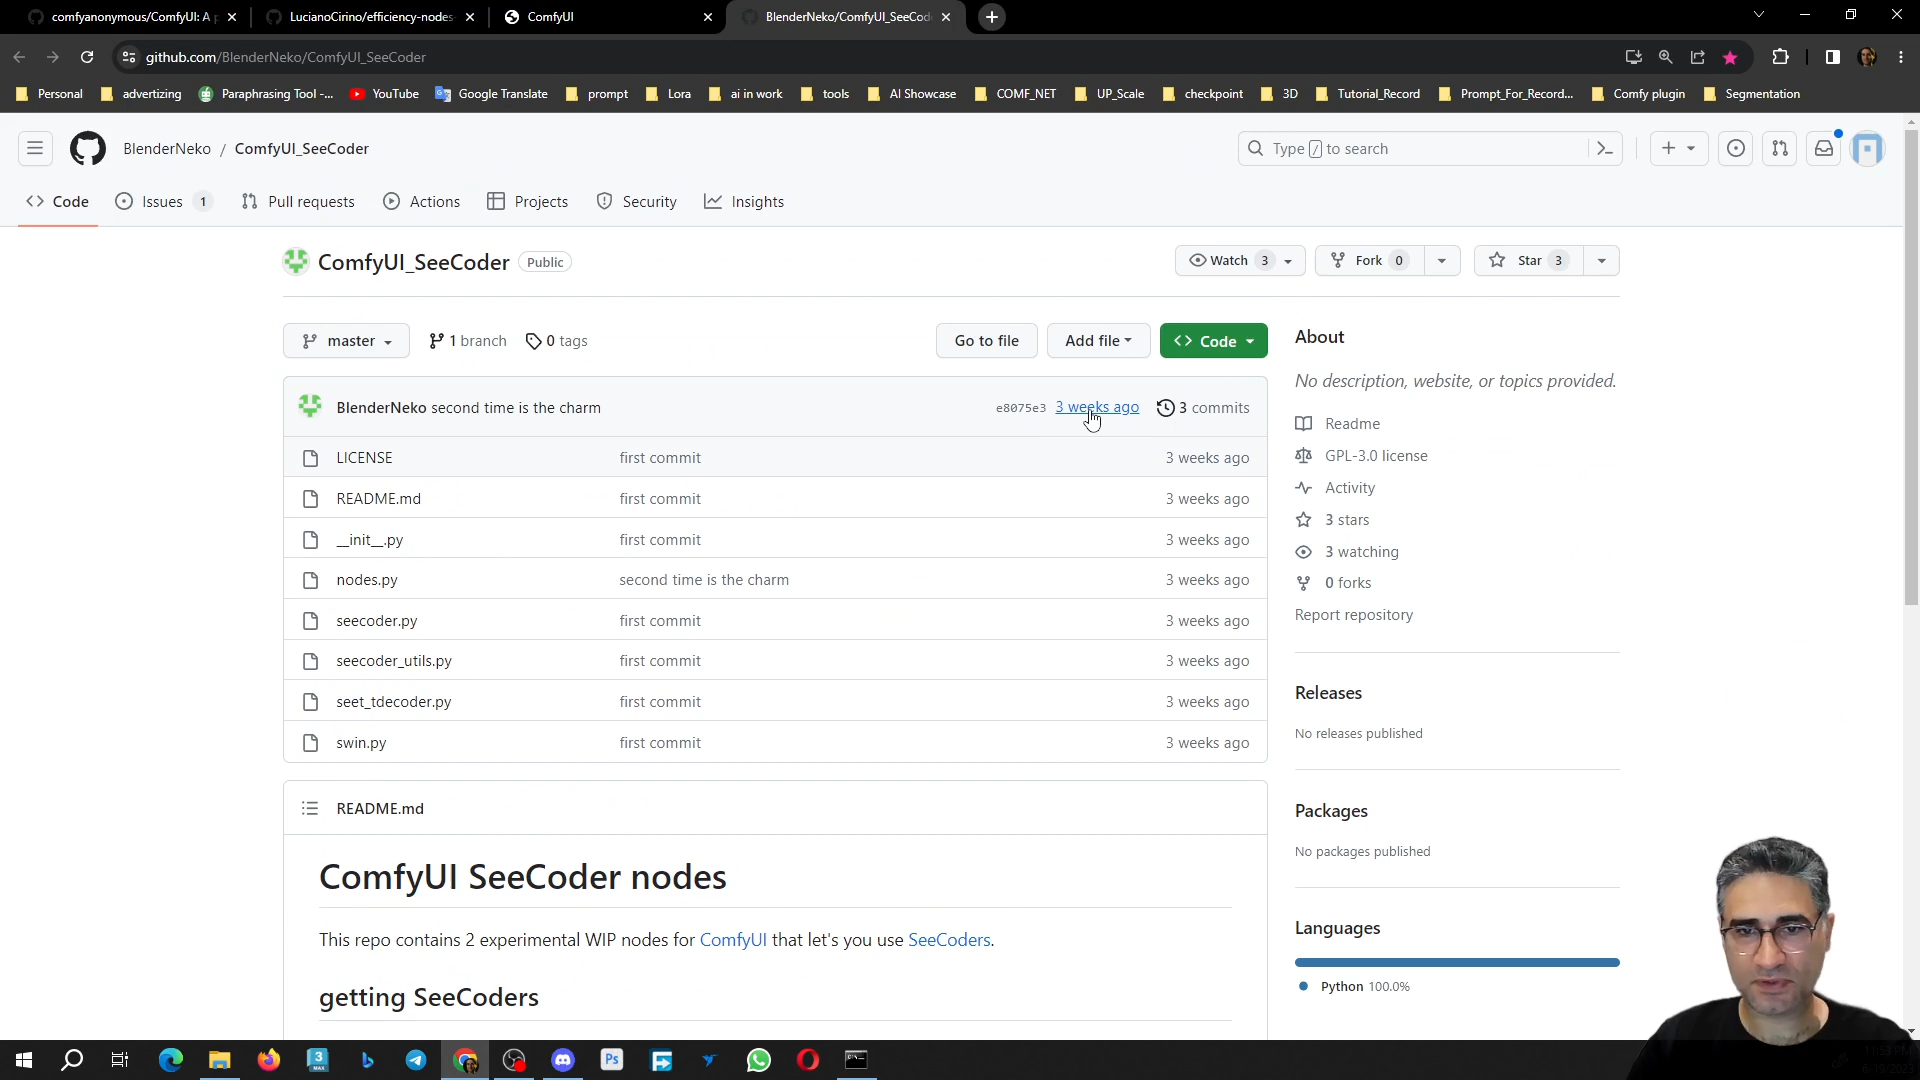 comfyanonymous/ComfyUI: A p
LucianoCirino/efficiency-nodes-
ComfyUI
BlenderNeko/ComfyUI_SeeCod
github.com/BlenderNeko/ComfyUI_SeeCoder
Personal
advertizing
Paraphrasing Tool -...
YouTube
Google Translate
prompt
Lora
ai in work
tools
AI Showcase
COMF_NET
UP_Scale
checkpoint
3D
Tutorial_Record
Prompt_For_Record...
Comfy plugin
Segmentation
BlenderNeko / ComfyUI_SeeCoder
Type / to search
Code
Issues 1
Pull requests
Actions
Projects
Security
Insights
ComfyUI_SeeCoder Public
Watch 3
Fork 0
Star 3
master
1 branch
0 tags
Go to file
Add file
Code
BlenderNeko second time is the charm e8075e3 3 weeks ago 3 commits
LICENSE first commit 3 weeks ago
README.md first commit 3 weeks ago
__init__.py first commit 3 weeks ago
nodes.py second time is the charm 3 weeks ago
seecoder.py first commit 3 weeks ago
seecoder_utils.py first commit 3 weeks ago
seet_tdecoder.py first commit 3 weeks ago
swin.py first commit 3 weeks ago
README.md
ComfyUI SeeCoder nodes
This repo contains 2 experimental WIP nodes for ComfyUI that let's you use SeeCoders.
getting SeeCoders
About
No description, website, or topics provided.
Readme
GPL-3.0 license
Activity
3 stars
3 watching
0 forks
Report repository
Releases
No releases published
Packages
No packages published
Languages
Python 100.0%
3
MAX
Ps